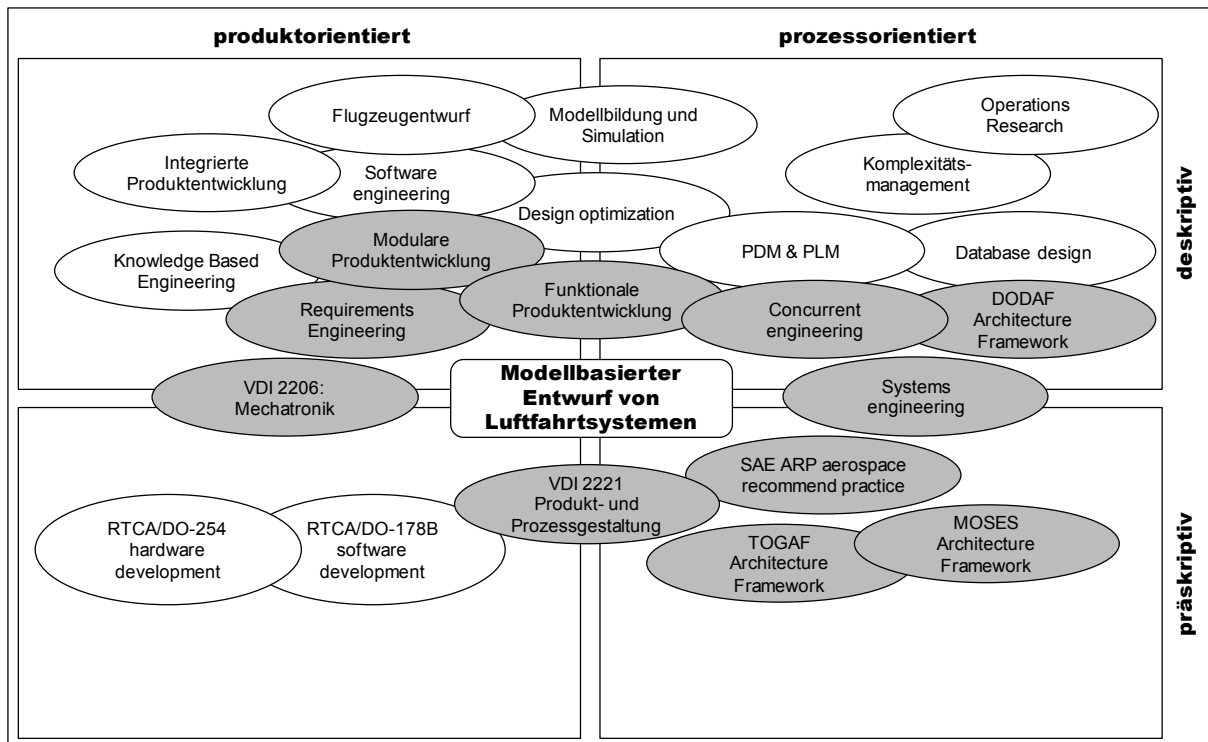 produktorientiert
prozessorientiert
Flugzeugentwurf
Modellbildung und
Simulation
Operations
Research
Integrierte
Produktentwicklung
Software
engineering
Komplexitäts-
management
Design optimization
Modulare
Produktentwicklung
Knowledge Based
Engineering
PDM & PLM
Database design
Requirements
Engineering
Funktionale
Produktentwicklung
Concurrent
engineering
DODAF
Architecture
Framework
deskriptiv
VDI 2206:
Mechatronik
Modellbasierter
Entwurf von
Luftfahrtsystemen
Systems
engineering
SAE ARP aerospace
recommend practice
VDI 2221
Produkt- und
Prozessgestaltung
RTCA/DO-254
hardware
development
RTCA/DO-178B
software
development
TOGAF
Architecture
Framework
MOSES
Architecture
Framework
präskriptiv